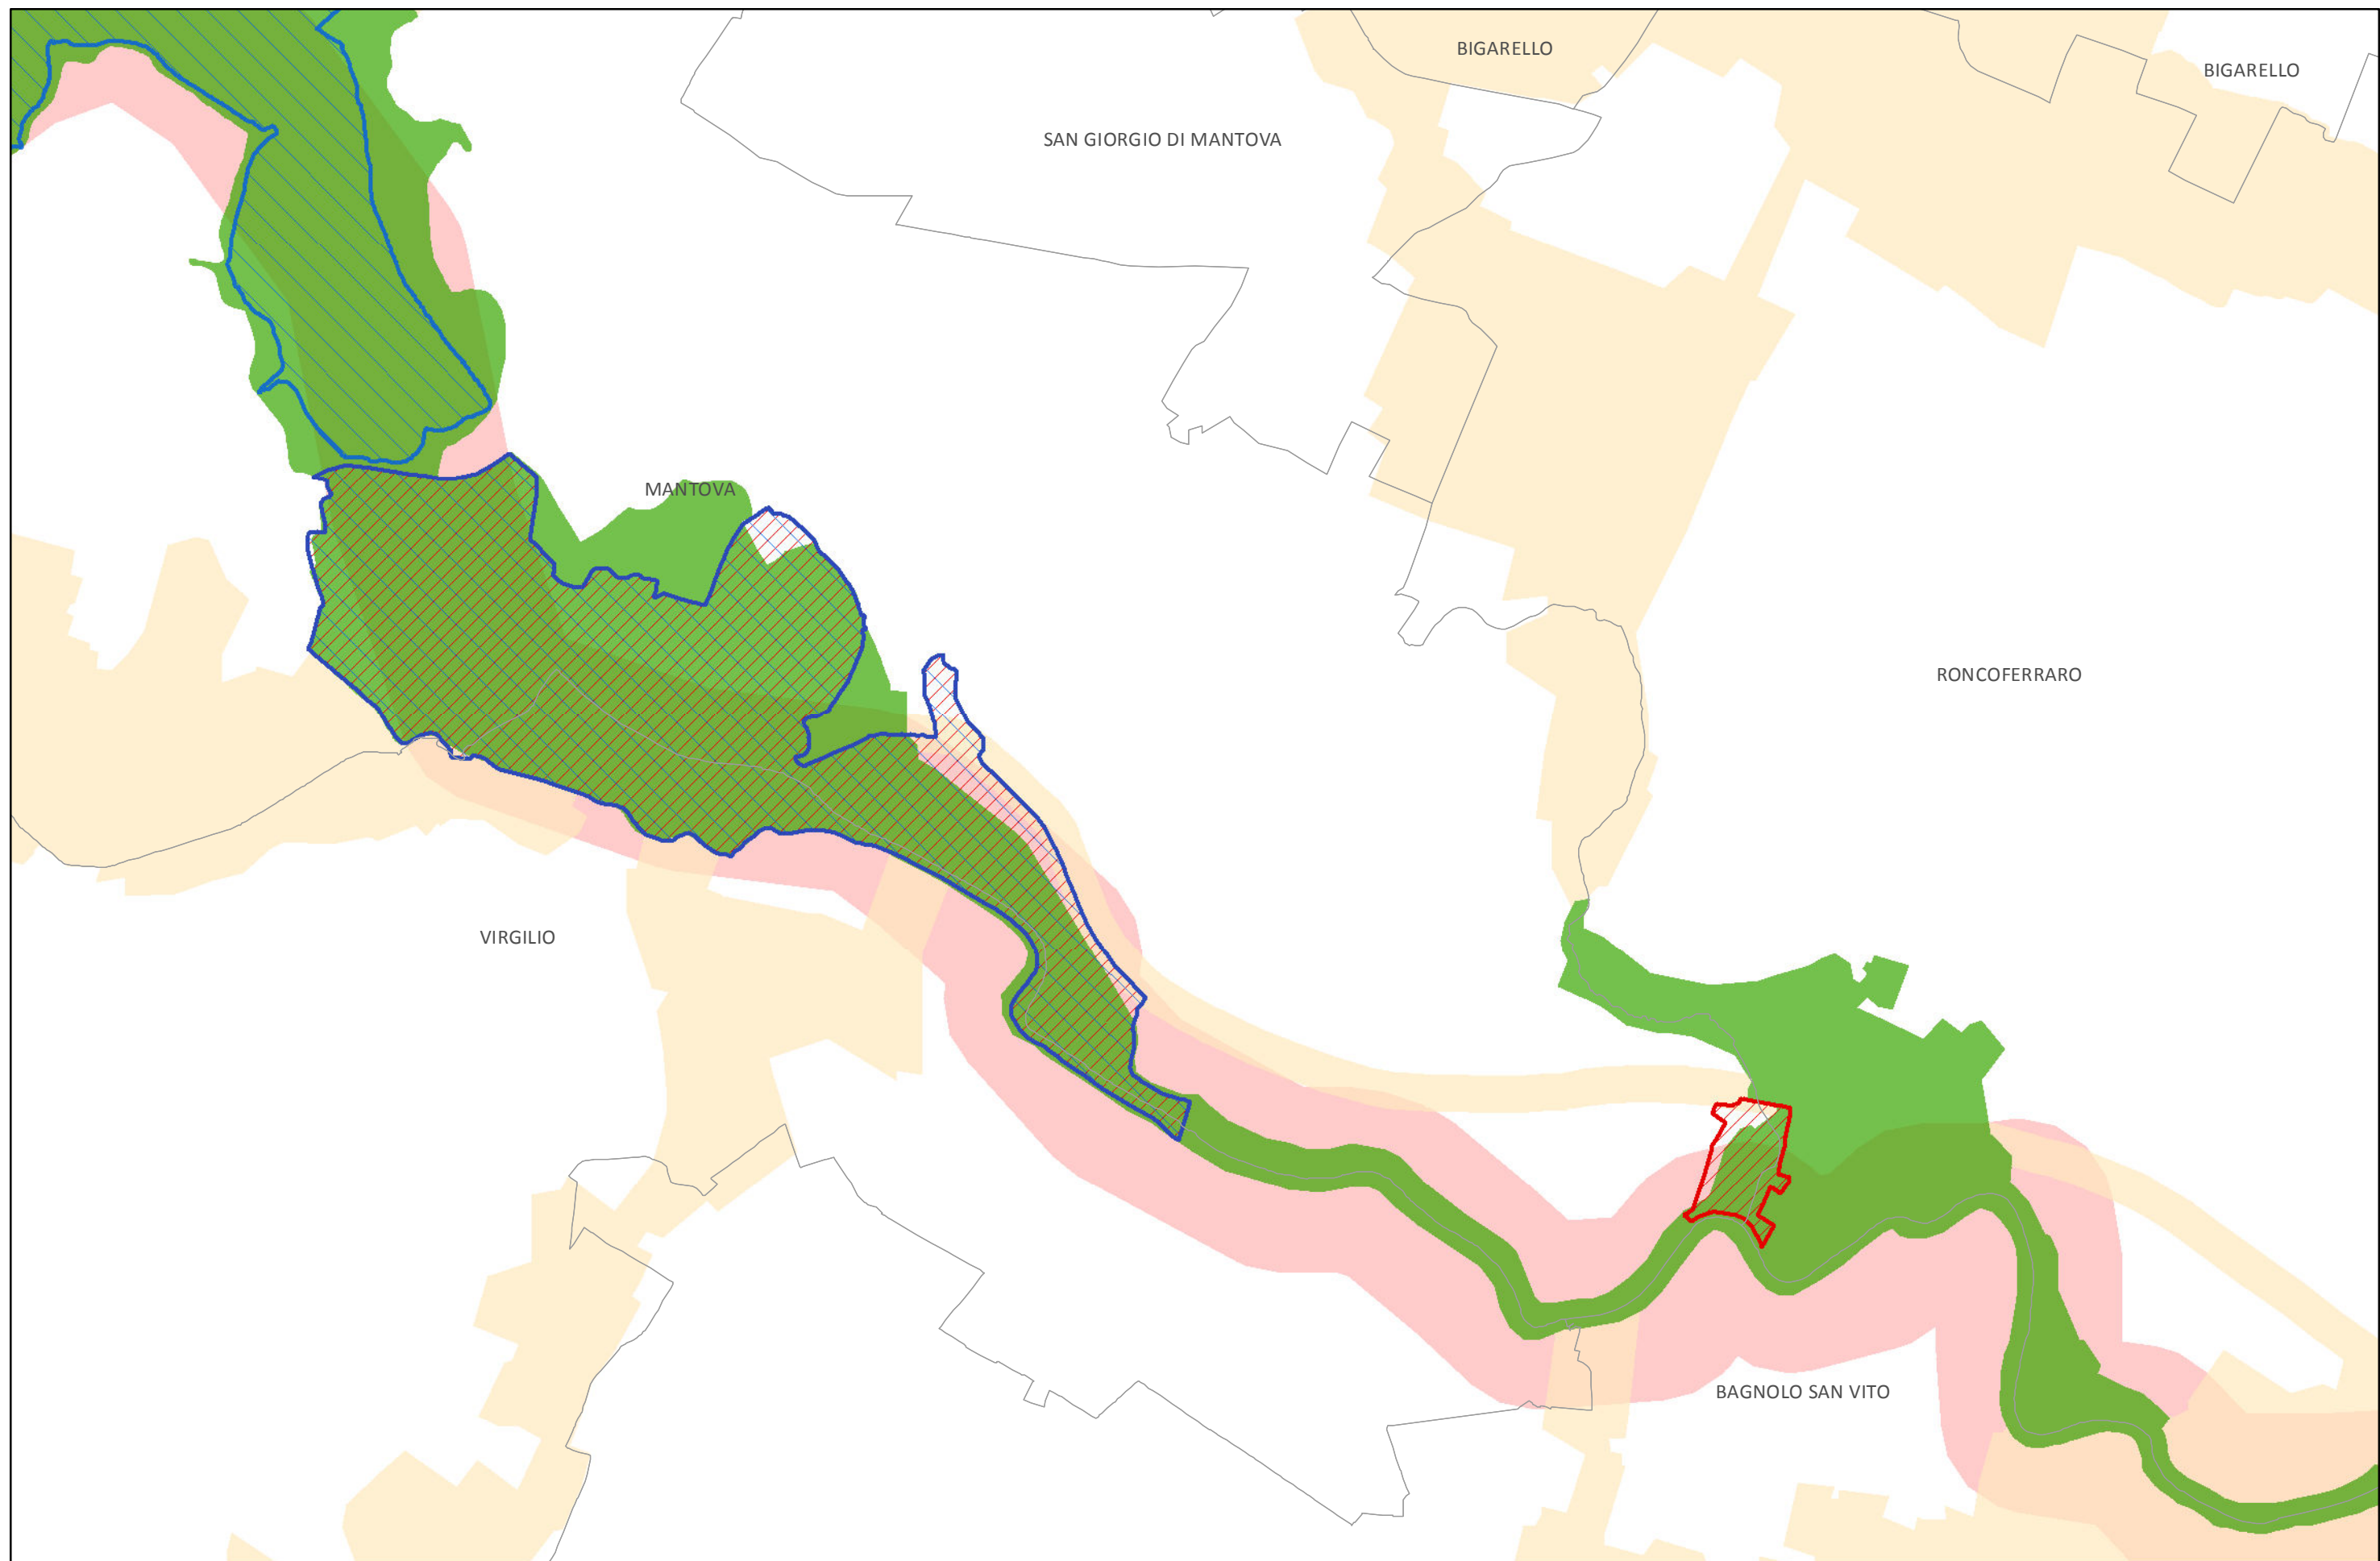 BIGARELLO
BIGARELLO
SAN GIORGIO DI MANTOVA
MANTOVA
RONCOFERRARO
VIRGILIO
BAGNOLO SAN VITO